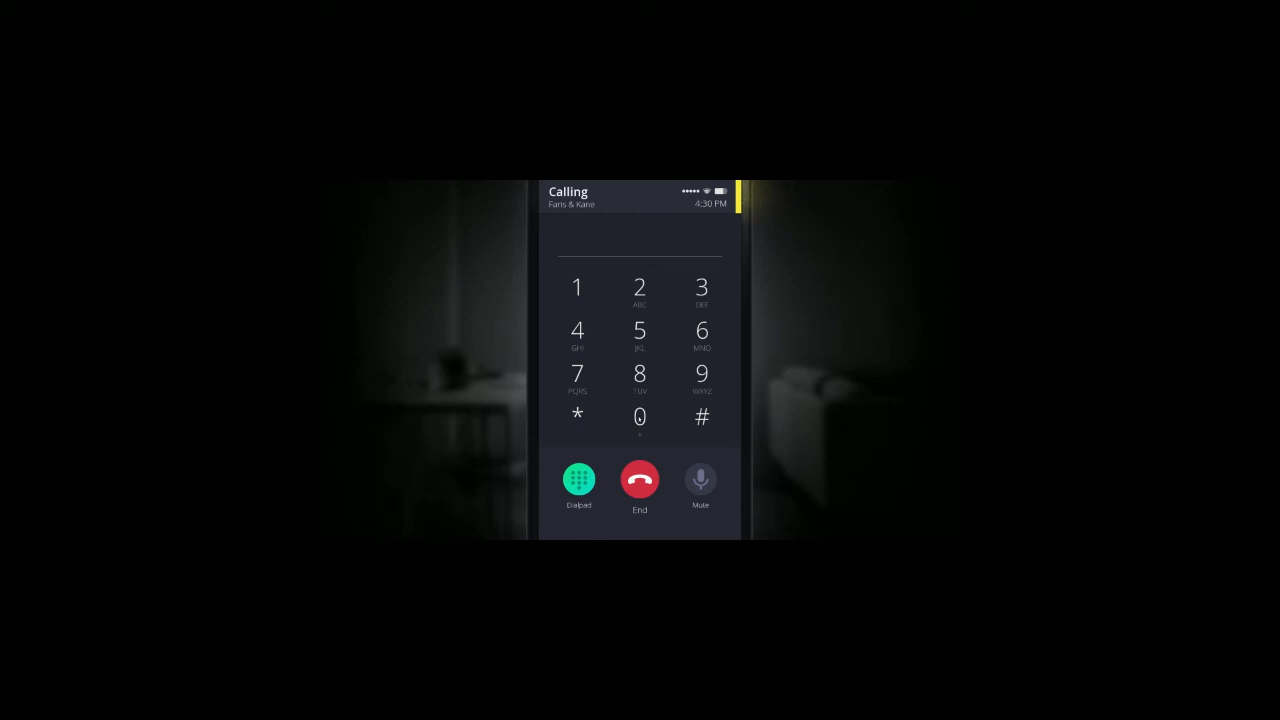 Calling
Faris & Kane
4:30 PM
1
2
3
ABC
DEF
4
5
6
GHI
JKL
MNO
7
8
9
PQRS
TUV
WXYZ
*
0
#
+
Dialpad
End
Mute